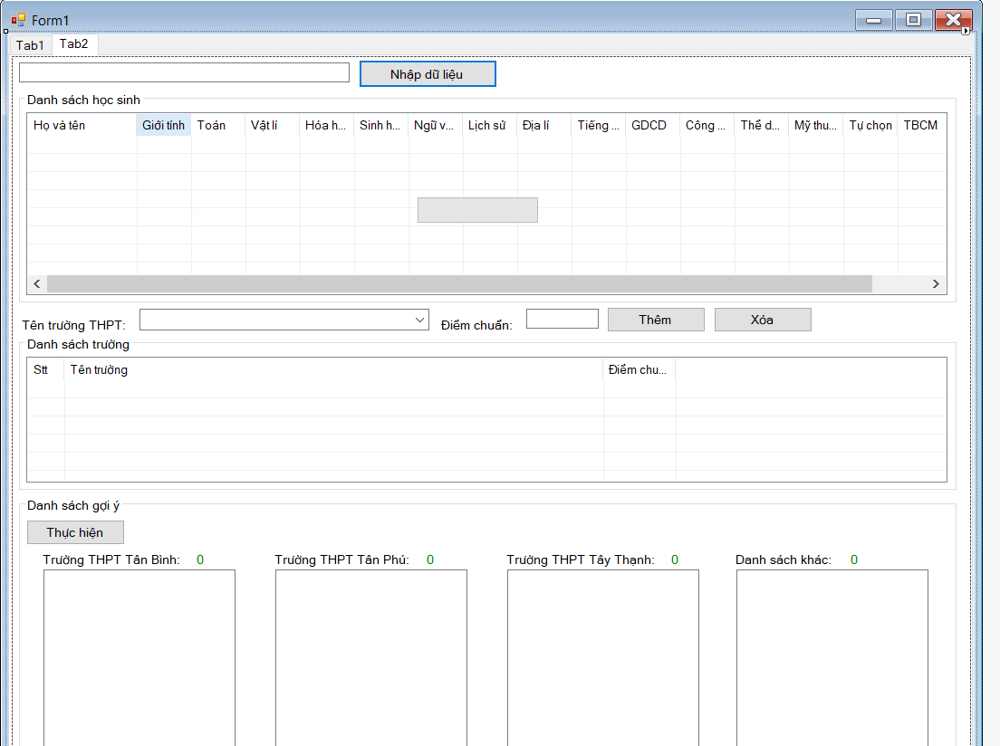 Form1
Tab1 Tab2
Nhập dữ liệu
Danh sách học sinh
Họ và tên Giới tính Toán Vật lí Hóa h... Sinh h... Ngữ v... Lịch sử Địa lí Tiếng ... GDCD Công ... Thể d... Mỹ thu... Tự chọn TBCM
Tên trường THPT: Điểm chuẩn: Thêm Xóa
Danh sách trường
Stt Tên trường Điểm chu...
Danh sách gợi ý
Thực hiện
Trường THPT Tân Bình: 0 Trường THPT Tân Phú: 0 Trường THPT Tây Thạnh: 0 Danh sách khác: 0